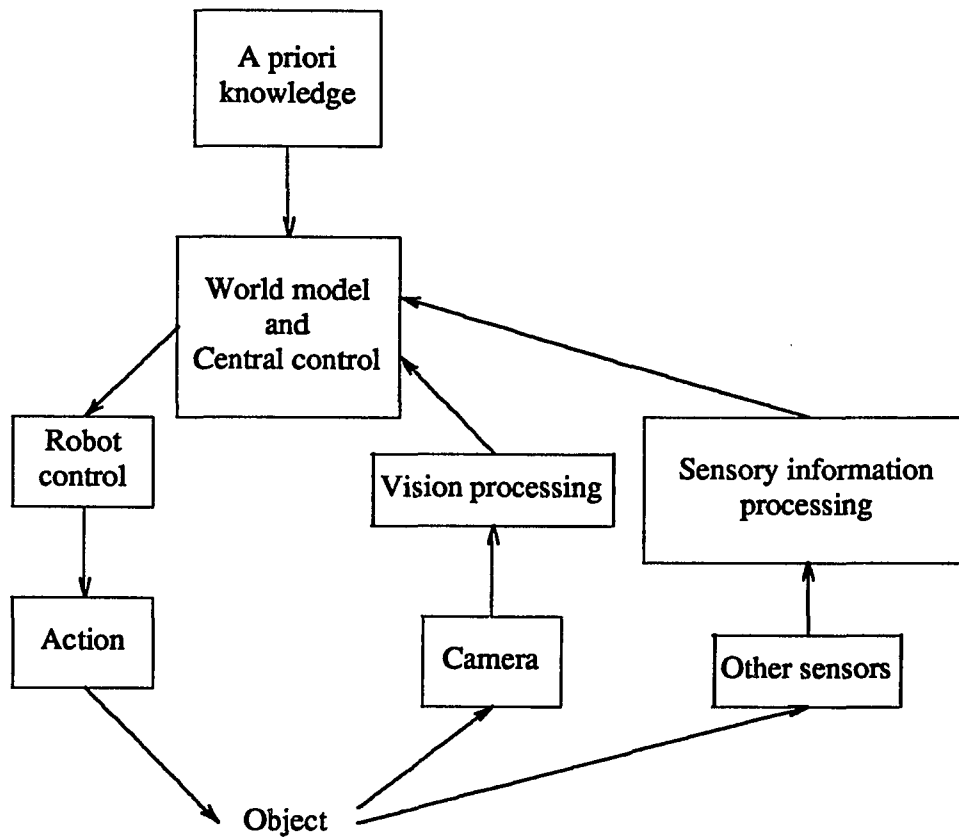 A priori
knowledge
World model
and
Central control
Robot
control
Vision processing
Sensory information
processing
Action
Camera
Other sensors
Object